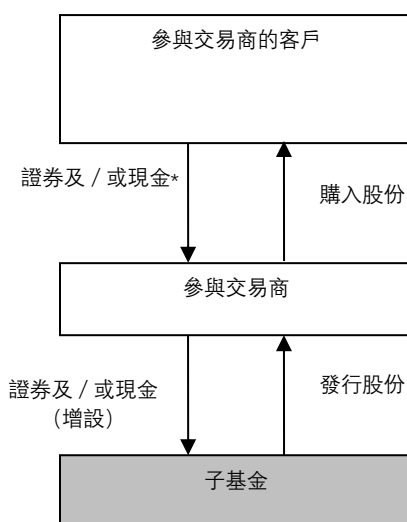 參與交易商的客戶
證券及 / 或現金*
購入股份
參與交易商
證券及 / 或現金
（增設）
發行股份
子基金